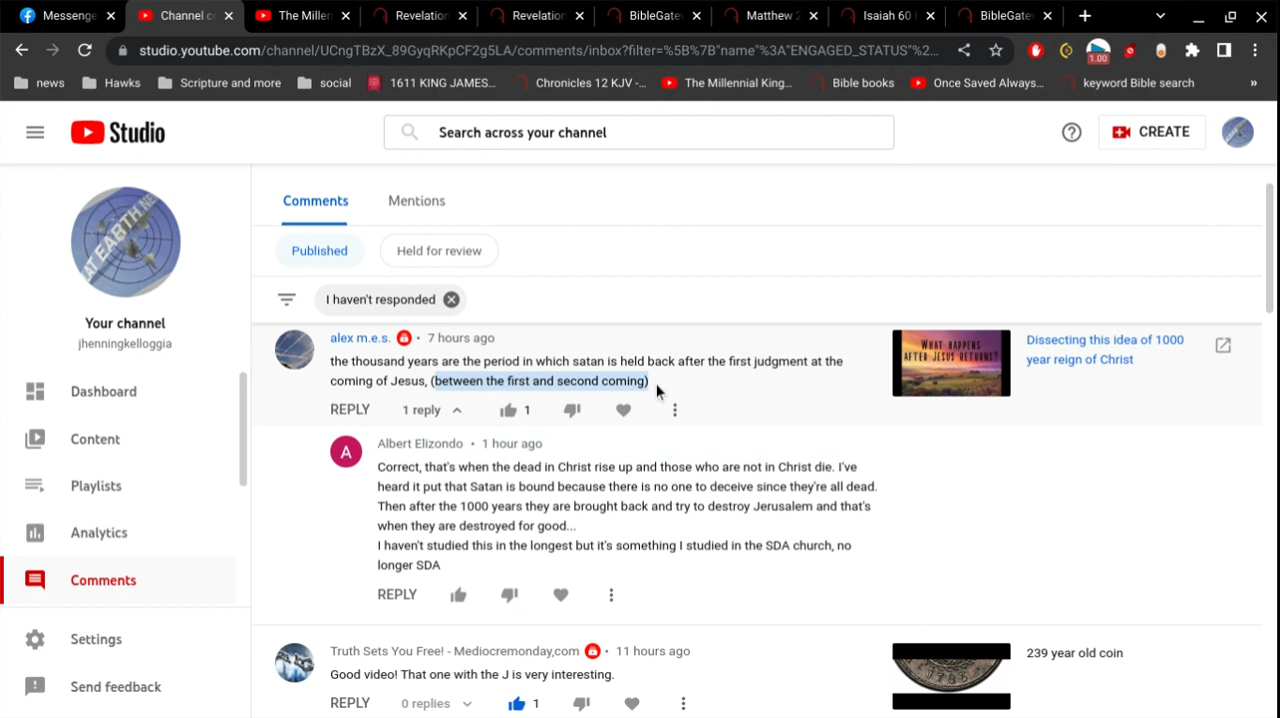 Messenge
Channel c
The Millen
Revelation
Revelation
BibleGate
Matthew 2
Isaiah 60
BibleGate
studio.youtube.com/channel/UCngTBzX_9GyqRKpCF2g5LA/comments/inbox?filter=%5B%7B"name"%3A"ENGAGED_STATUS"%2...
1.00
news
Hawks
Scripture and more
social
1611 KING JAMES...
Chronicles 12 KJV -...
The Millennial King...
Bible books
Once Saved Always...
keyword Bible search
»
Studio
Search across your channel
CREATE
AT EARTH NE
Your channel
jhenningkelloggia
Dashboard
Content
Playlists
Analytics
Comments
Settings
Send feedback
Comments
Mentions
Published
Held for review
I haven't responded
alex m.e.s. • 7 hours ago
the thousand years are the period in which satan is held back after the first judgment at the
coming of Jesus, (between the first and second coming)
REPLY 1 reply 1
WHAT HAPPENS
AFTER JESUS RETURNS?
Dissecting this idea of 1000
year reign of Christ
A
Albert Elizondo • 1 hour ago
Correct, that's when the dead in Christ rise up and those who are not in Christ die. I've
heard it put that Satan is bound because there is no one to deceive since they're all dead.
Then after the 1000 years they are brought back and try to destroy Jerusalem and that's
when they are destroyed for good...
I haven't studied this in the longest but it's something I studied in the SDA church, no
longer SDA
REPLY
Truth Sets You Free! - Mediocremonday,com • 11 hours ago
Good video! That one with the J is very interesting.
REPLY 0 replies 1
1785
239 year old coin